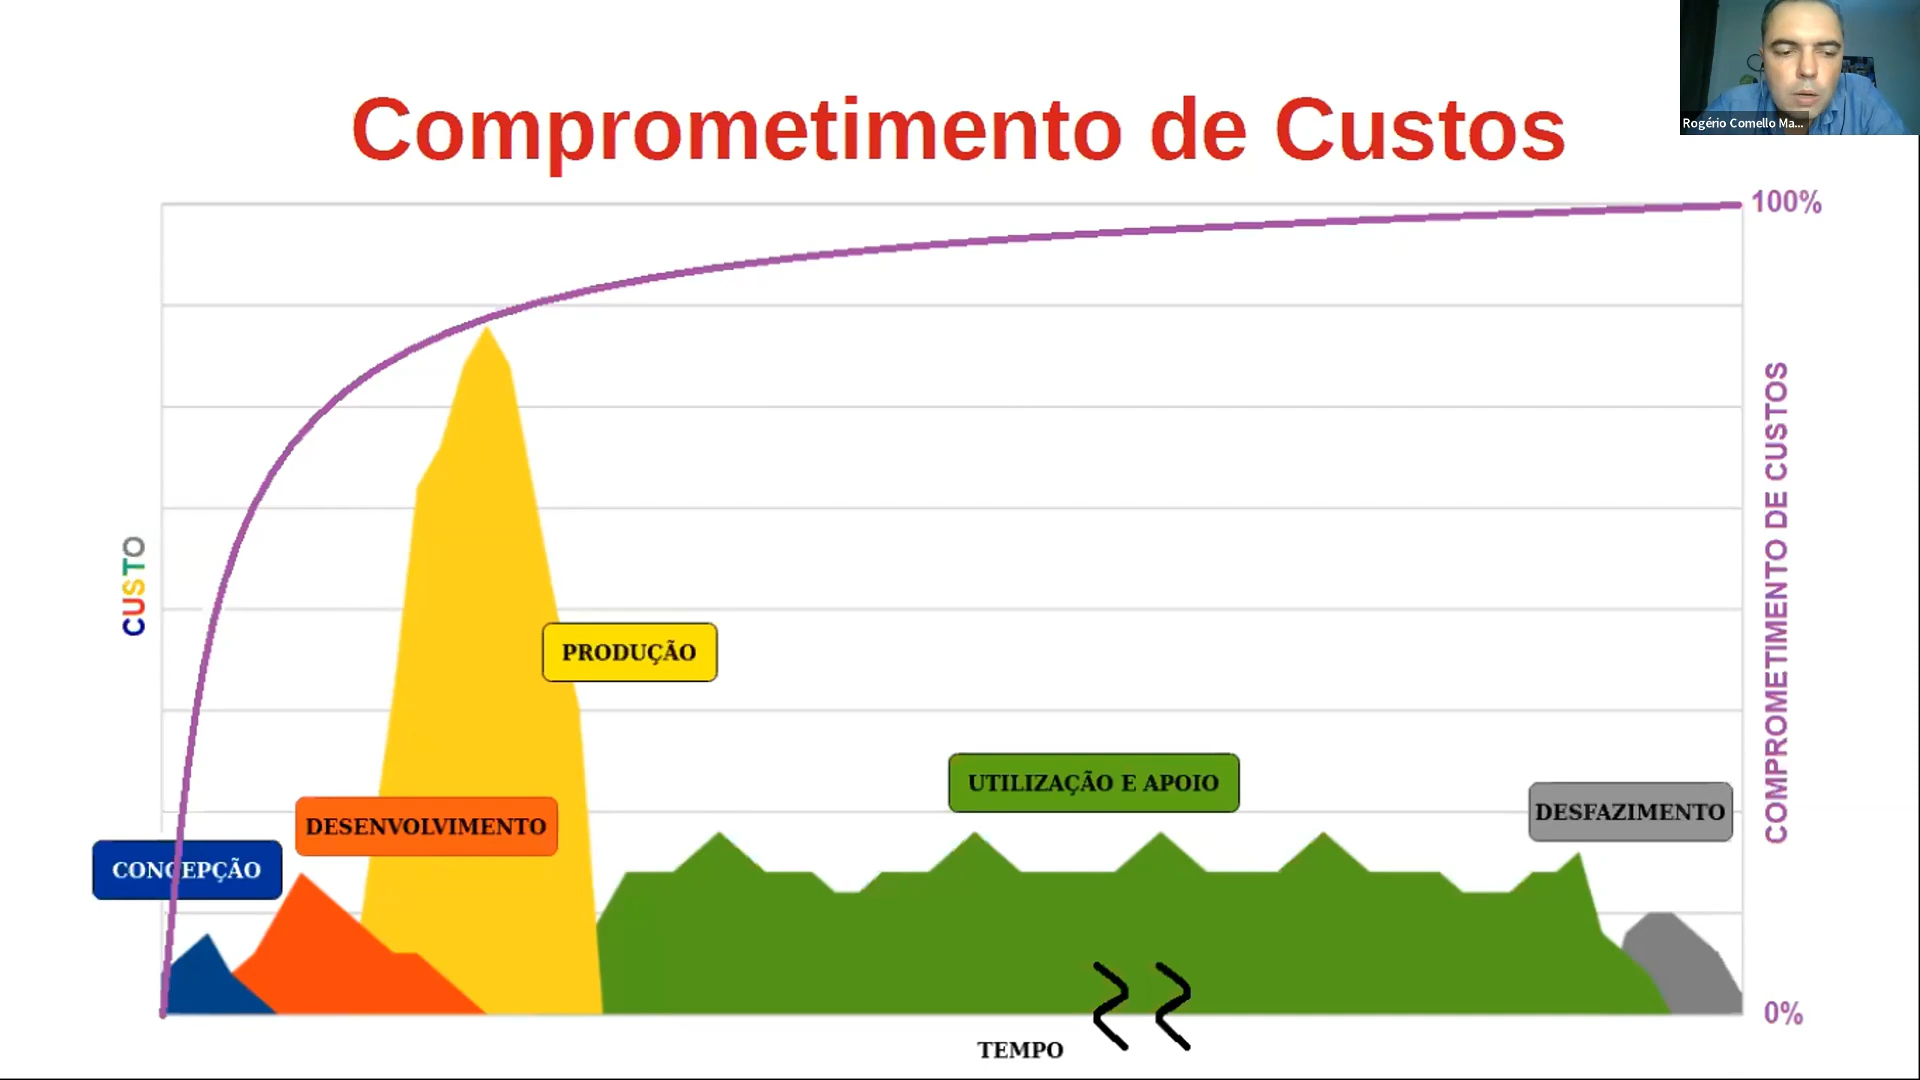 Rogério Comello Ma...
Comprometimento de Custos
100%
CUSTO
COMPROMETIMENTO DE CUSTOS
PRODUÇÃO
UTILIZAÇÃO E APOIO
DESFAZIMENTO
DESENVOLVIMENTO
CONCEPÇÃO
0%
TEMPO